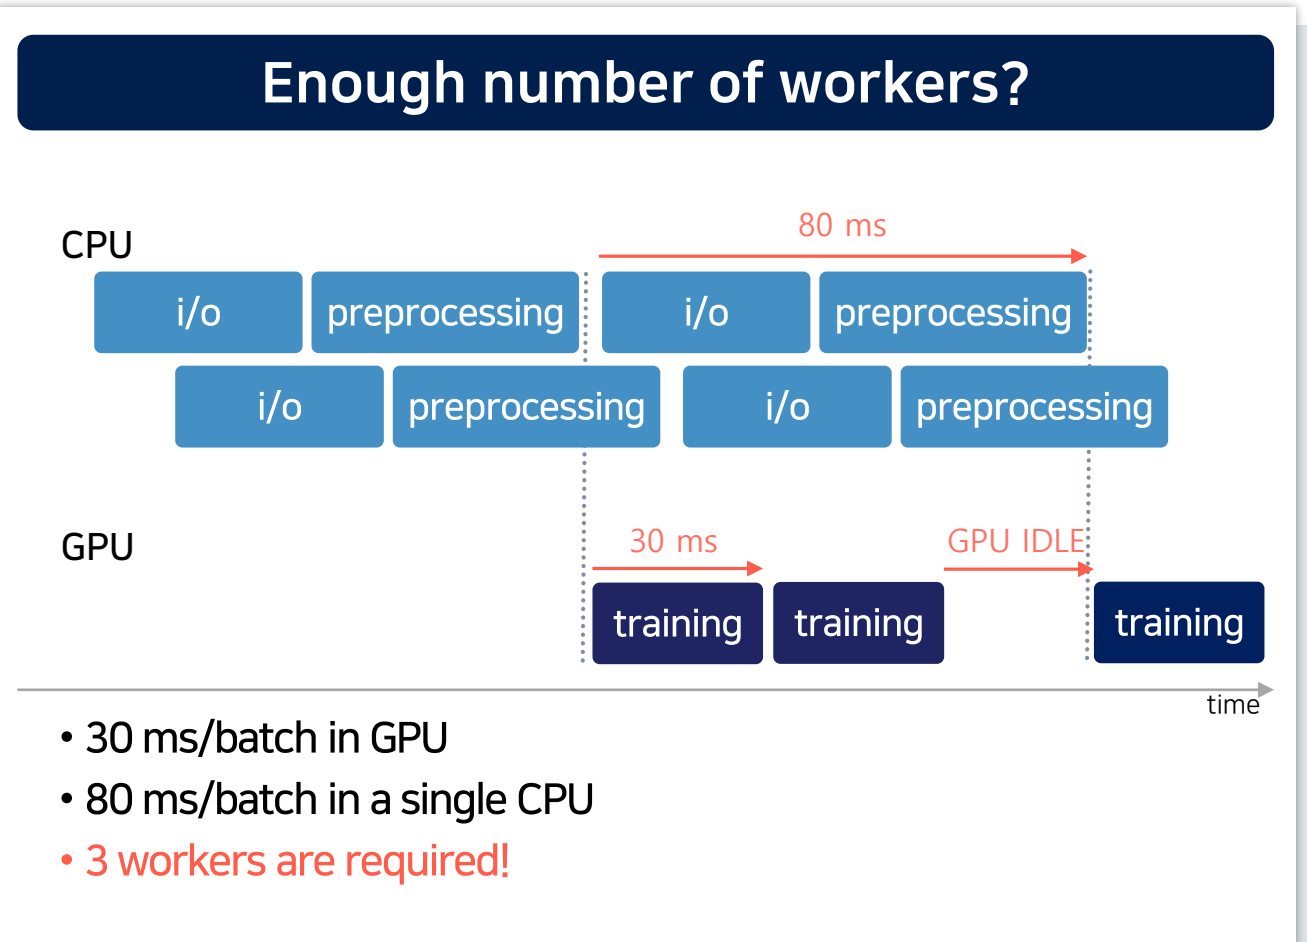 Enough number of workers?
80 ms
CPU
i/o preprocessing i/o preprocessing
i/o preprocessing i/o preprocessing
30 ms GPU IDLE
GPU
training training training
time
• 30 ms/batch in GPU
• 80 ms/batch in a single CPU
• 3 workers are required!